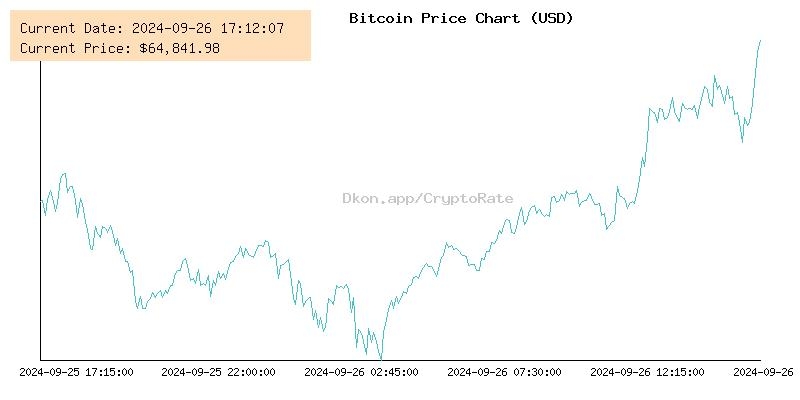 Bitcoin Price Chart (USD)
Current Date: 2024-09-26 17:12:07
Current Price: $64,841.98
Dkon.app/CryptoRate
2024-09-25 17:15:00 2024-09-25 22:00:00 2024-09-26 02:45:00 2024-09-26 07:30:00 2024-09-26 12:15:00 2024-09-26